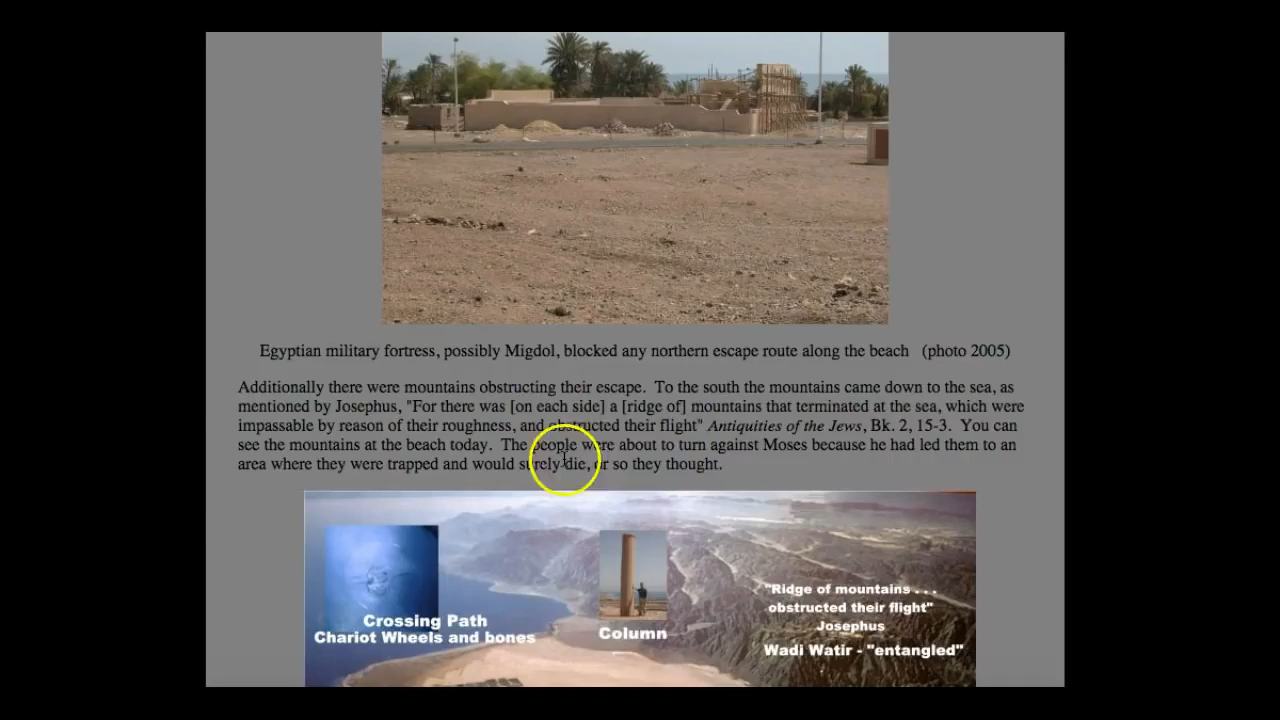 Egyptian military fortress, possibly Migdol, blocked any northern escape route along the beach (photo 2005)
Additionally there were mountains obstructing their escape. To the south the mountains came down to the sea, as
mentioned by Josephus, "For there was [on each side] a [ridge of] mountains that terminated at the sea, which were
impassable by reason of their roughness, and obstructed their flight" Antiquities of the Jews, Bk. 2, 15-3. You can
see the mountains at the beach today. The people were about to turn against Moses because he had led them to an
area where they were trapped and would surely die, or so they thought.
"Ridge of mountains . . .
obstructed their flight"
Josephus
Crossing Path
Chariot Wheels and bones
Column
Wadi Watir - "entangled"